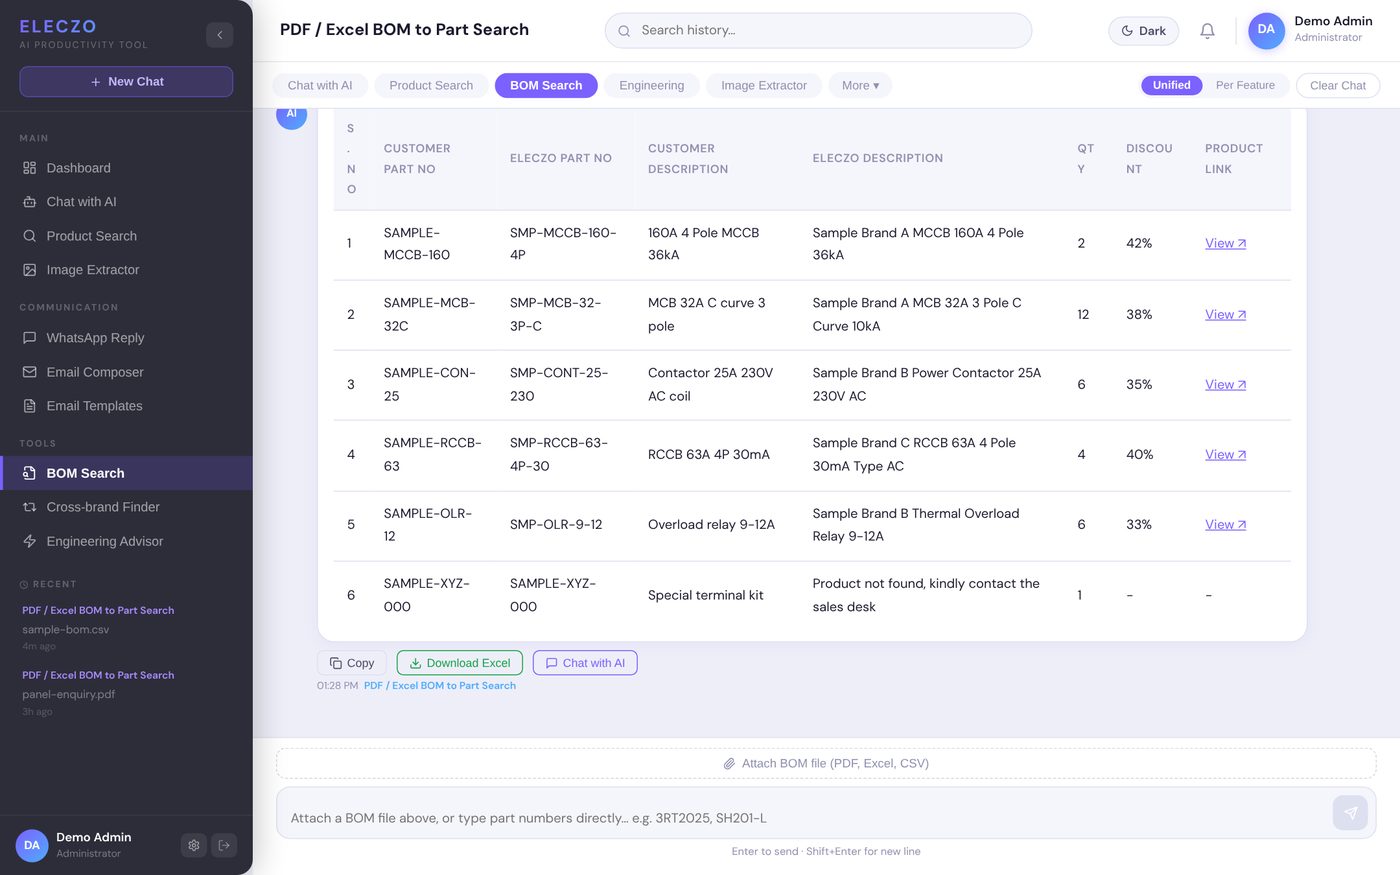 ELECZO
AI PRODUCTIVITY TOOL
+ New Chat
MAIN
Dashboard
Chat with AI
Product Search
Image Extractor
COMMUNICATION
WhatsApp Reply
Email Composer
Email Templates
TOOLS
BOM Search
Cross-brand Finder
Engineering Advisor
RECENT
PDF / Excel BOM to Part Search
sample-bom.csv
4m ago
PDF / Excel BOM to Part Search
panel-enquiry.pdf
3h ago
DA
Demo Admin
Administrator
PDF / Excel BOM to Part Search
Search history...
Dark
DA
Demo Admin
Administrator
Chat with AI
Product Search
BOM Search
Engineering
Image Extractor
More ▾
Unified
Per Feature
Clear Chat
AI
S
.
N
O
CUSTOMER
PART NO
ELECZO PART NO
CUSTOMER
DESCRIPTION
ELECZO DESCRIPTION
QT
Y
DISCOU
NT
PRODUCT
LINK
1
SAMPLE-
MCCB-160
SMP-MCCB-160-
4P
160A 4 Pole MCCB
36kA
Sample Brand A MCCB 160A 4 Pole
36kA
2
42%
View ↗
2
SAMPLE-MCB-
32C
SMP-MCB-32-
3P-C
MCB 32A C curve 3
pole
Sample Brand A MCB 32A 3 Pole C
Curve 10kA
12
38%
View ↗
3
SAMPLE-CON-
25
SMP-CONT-25-
230
Contactor 25A 230V
AC coil
Sample Brand B Power Contactor 25A
230V AC
6
35%
View ↗
4
SAMPLE-RCCB-
63
SMP-RCCB-63-
4P-30
RCCB 63A 4P 30mA
Sample Brand C RCCB 63A 4 Pole
30mA Type AC
4
40%
View ↗
5
SAMPLE-OLR-
12
SMP-OLR-9-12
Overload relay 9-12A
Sample Brand B Thermal Overload
Relay 9-12A
6
33%
View ↗
6
SAMPLE-XYZ-
000
SAMPLE-XYZ-
000
Special terminal kit
Product not found, kindly contact the
sales desk
1
-
-
Copy
Download Excel
Chat with AI
01:28 PM PDF / Excel BOM to Part Search
Attach BOM file (PDF, Excel, CSV)
Attach a BOM file above, or type part numbers directly... e.g. 3RT2025, SH201-L
Enter to send · Shift+Enter for new line